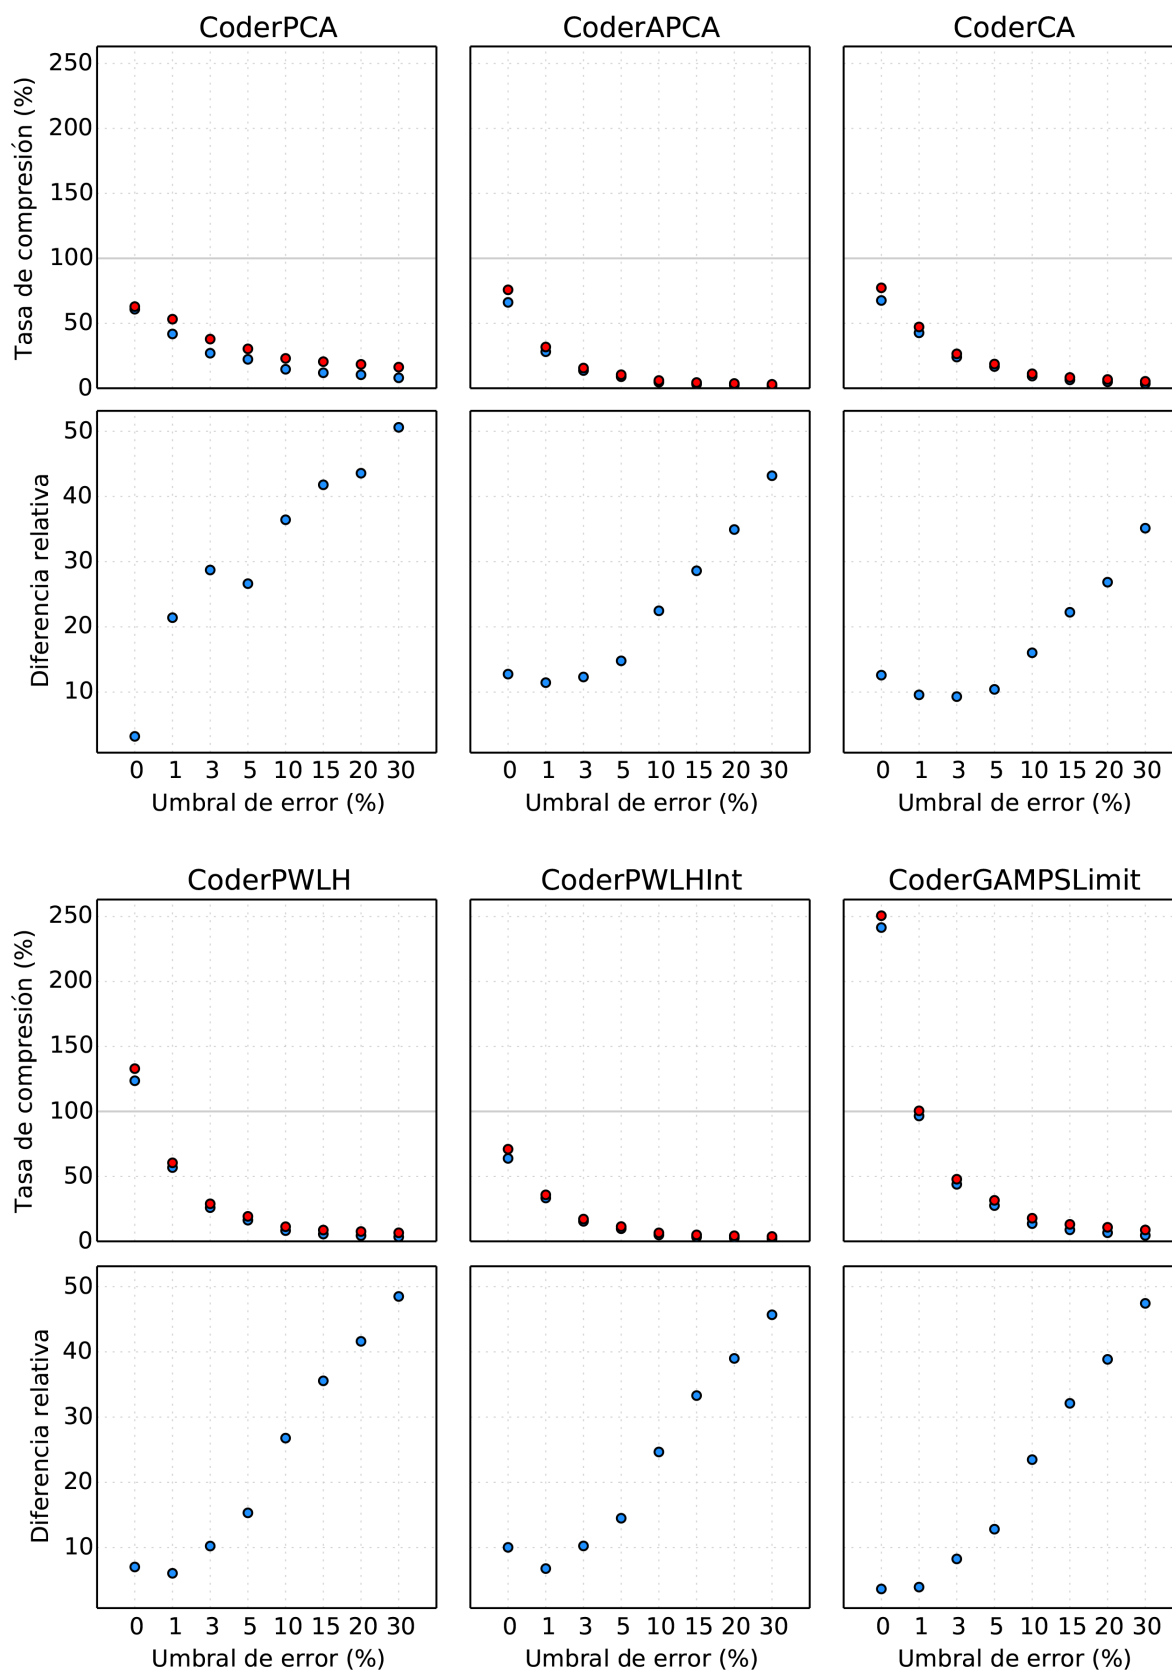 CoderPCA CoderAPCA CoderCA
Tasa de compresión (%)
250
200
150
100
50
0
Diferencia relativa
50
40
30
20
10
0 1 3 5 10 15 20 30 0 1 3 5 10 15 20 30 0 1 3 5 10 15 20 30
Umbral de error (%) Umbral de error (%) Umbral de error (%)
CoderPWLH CoderPWLHInt CoderGAMPSLimit
Tasa de compresión (%)
250
200
150
100
50
0
Diferencia relativa
50
40
30
20
10
0 1 3 5 10 15 20 30 0 1 3 5 10 15 20 30 0 1 3 5 10 15 20 30
Umbral de error (%) Umbral de error (%) Umbral de error (%)